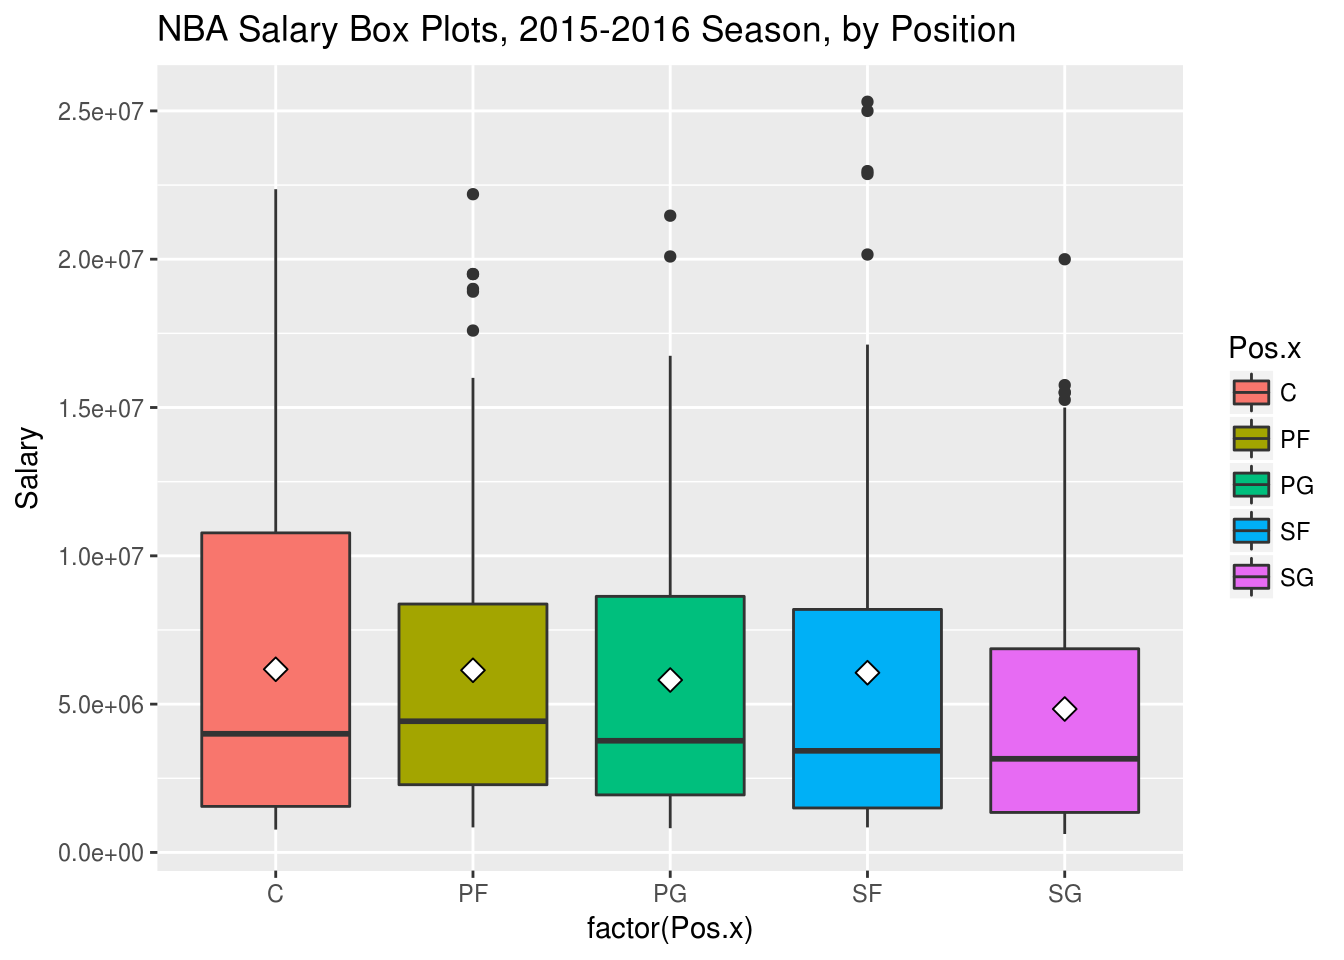 NBA Salary Box Plots, 2015-2016 Season, by Position
2.5e+07
2.0e+07
1.5e+07
1.0e+07
5.0e+06
0.0e+00
Salary
C PF PG SF SG
factor(Pos.x)
Pos.x
C
PF
PG
SF
SG